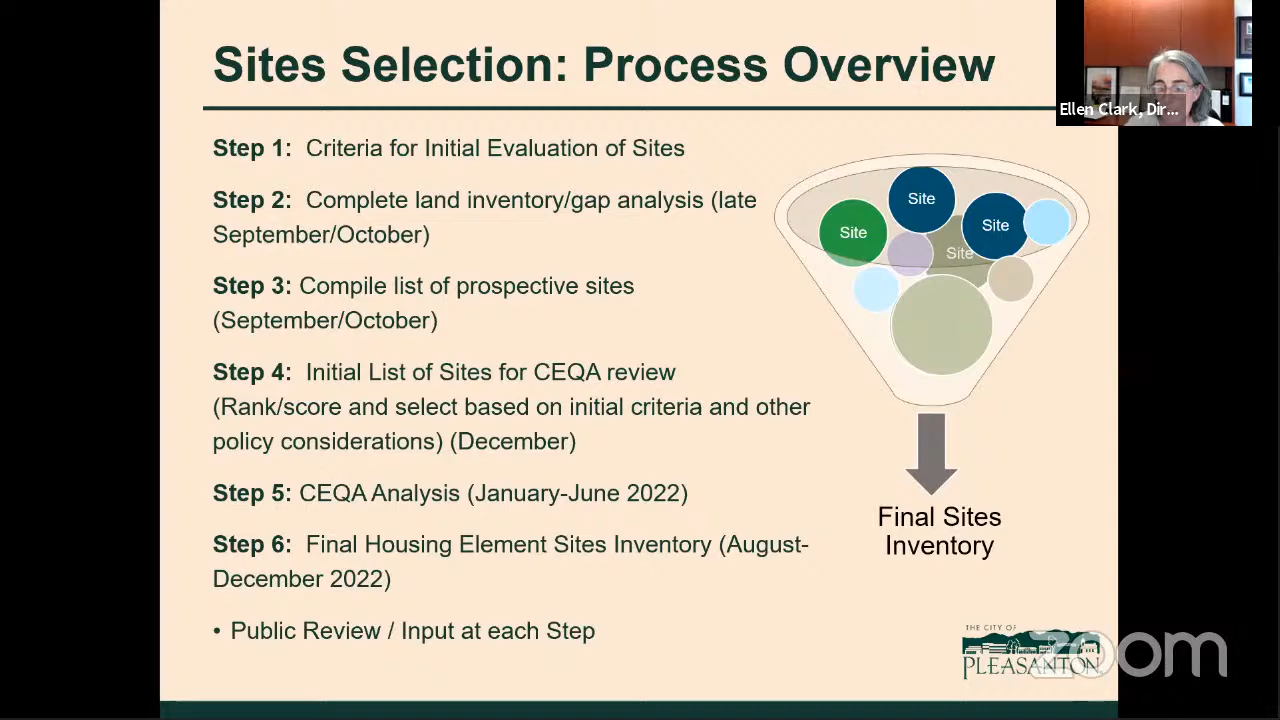 Sites Selection: Process Overview
Ellen Clark, Dir...
Step 1: Criteria for Initial Evaluation of Sites
Step 2: Complete land inventory/gap analysis (late
September/October)
Step 3: Compile list of prospective sites
(September/October)
Step 4: Initial List of Sites for CEQA review
(Rank/score and select based on initial criteria and other
policy considerations) (December)
Step 5: CEQA Analysis (January-June 2022)
Step 6: Final Housing Element Sites Inventory (August-
December 2022)
• Public Review / Input at each Step
Site
Site
Site
Site
Final Sites
Inventory
THE CITY OF
PLEASANTON
zoom